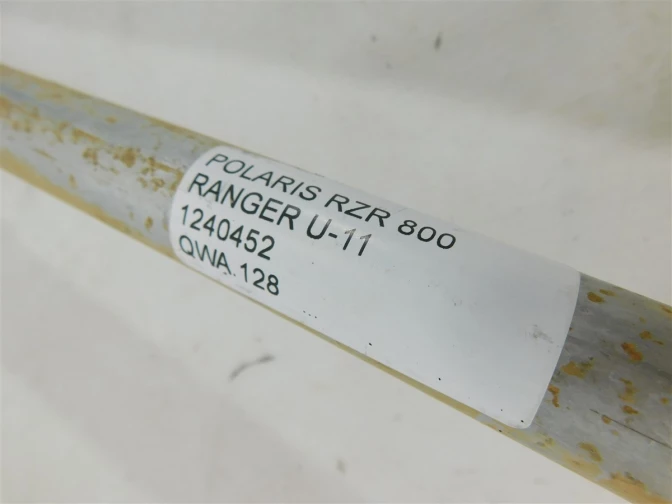 POLARIS RZR 800
RANGER U-11
1240452
QWA.128